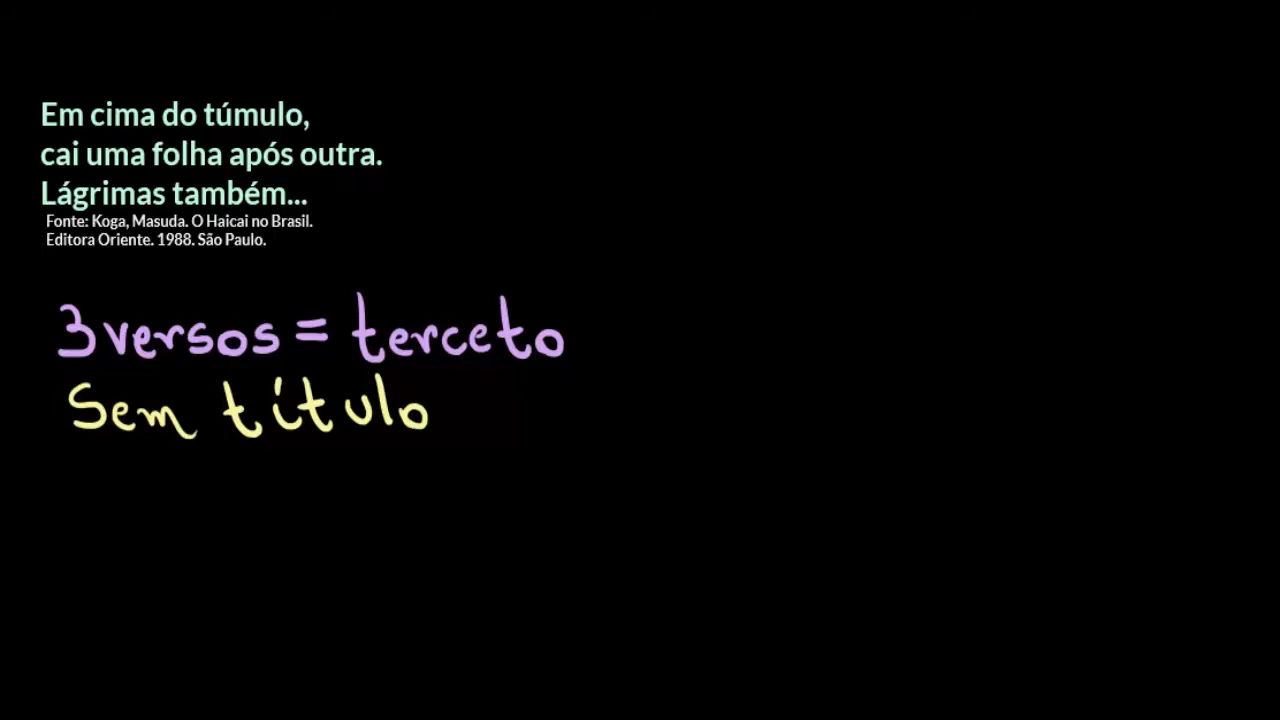 Em cima do túmulo,
cai uma folha após outra.
Lágrimas também...
Fonte: Koga, Masuda. O Haicai no Brasil.
Editora Oriente. 1988. São Paulo.
3 versos = terceto
Sem título